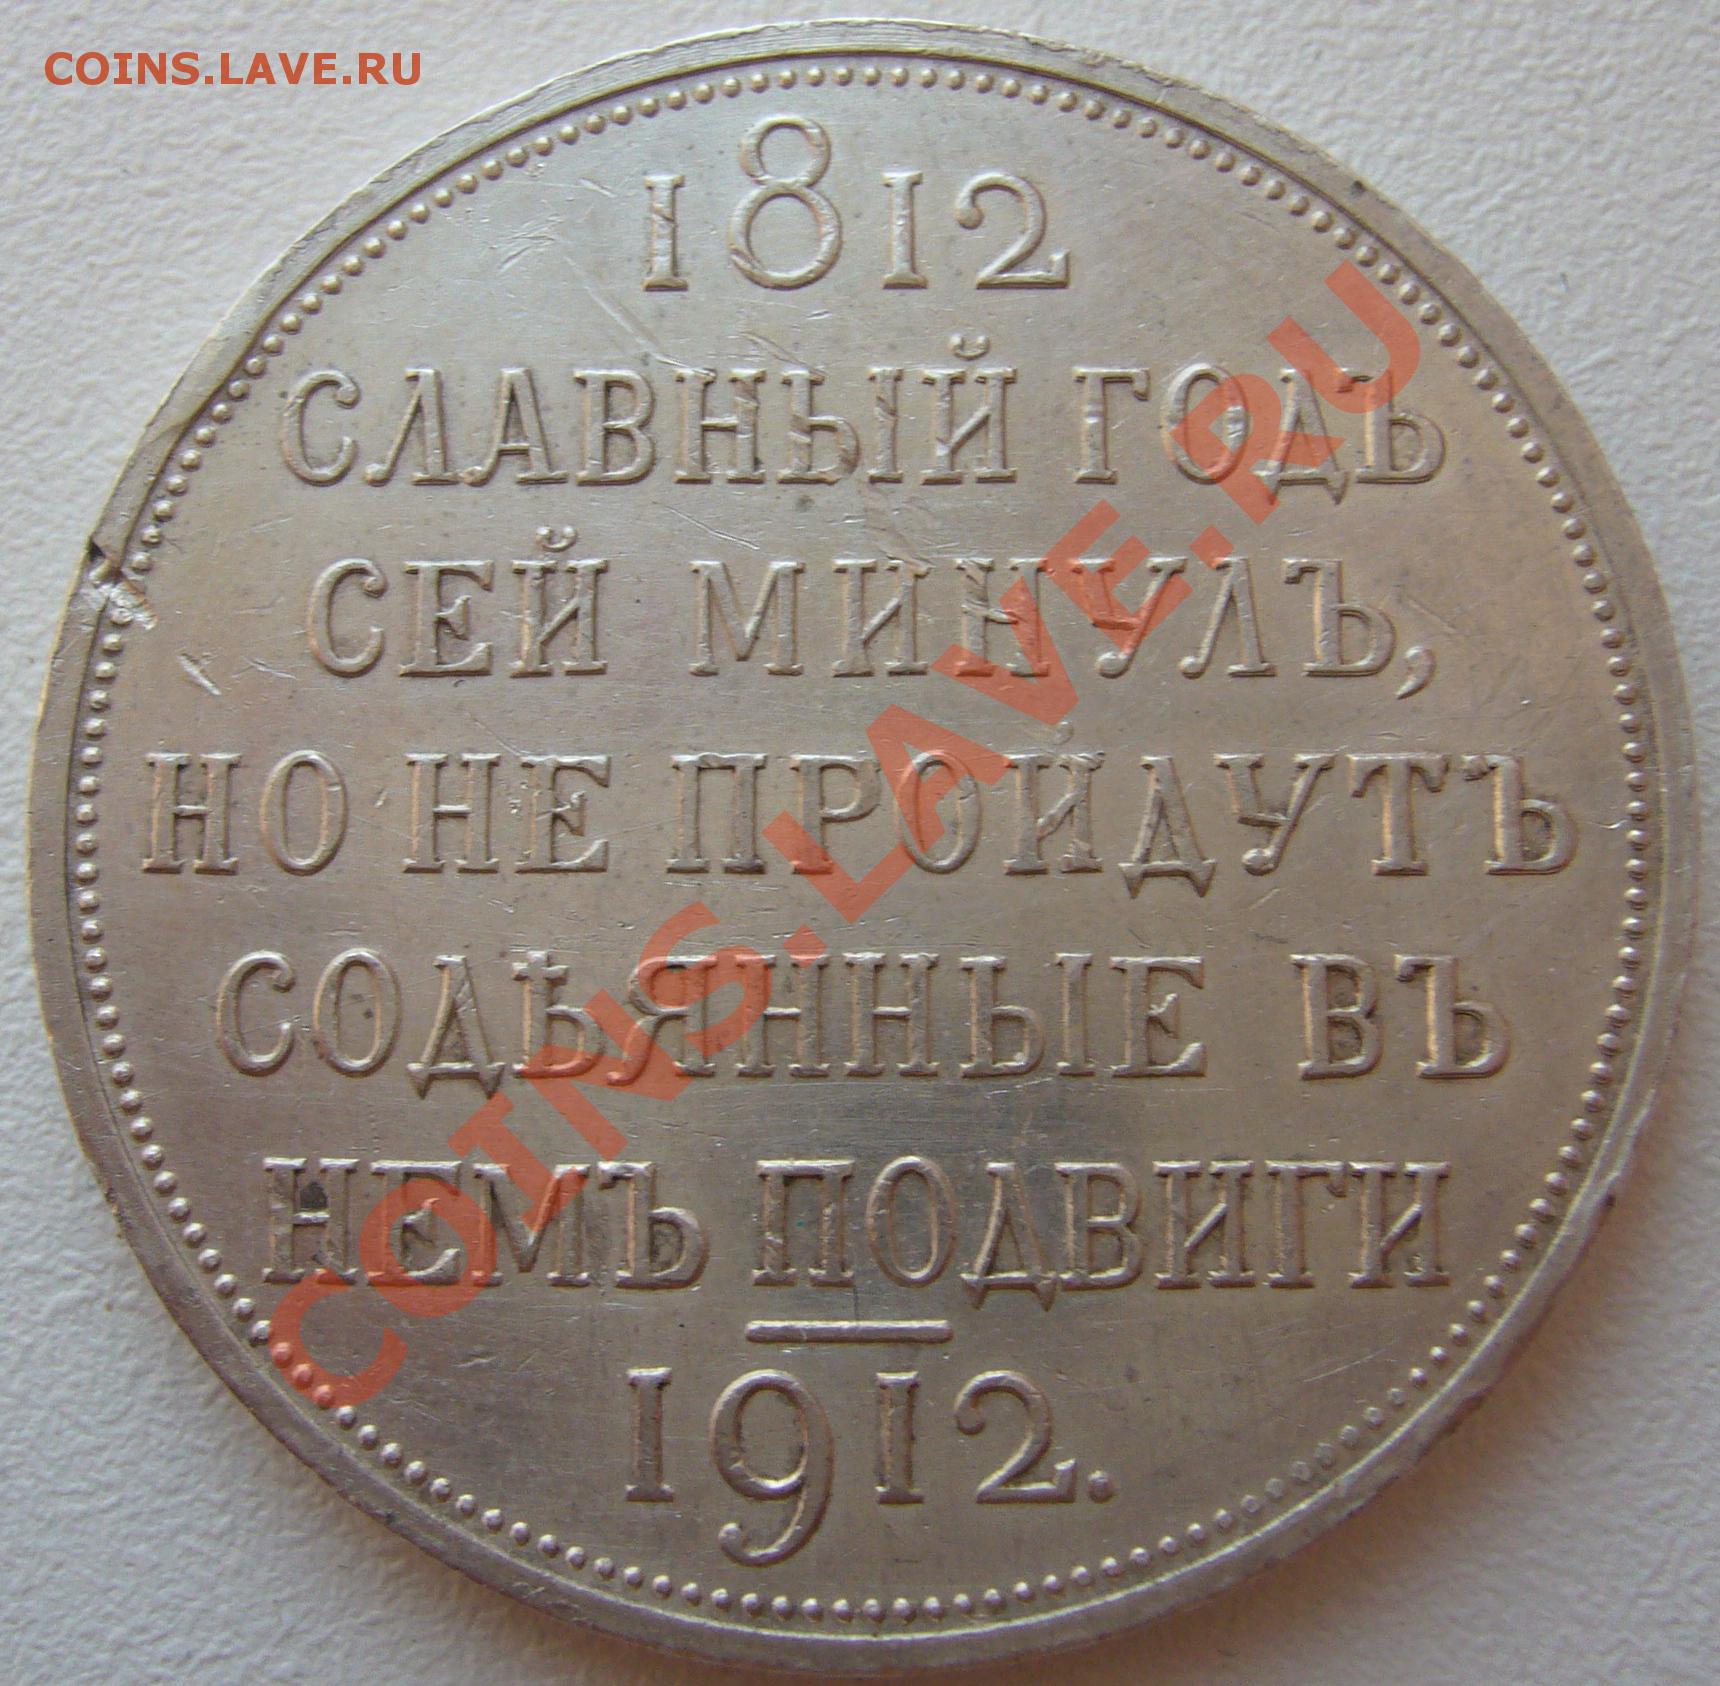 COINS.LAVE.RU
1812
СЛАВНЫЙ ГОДЪ
СЕЙ МИНУЛЪ,
НО НЕ ПРОЙДУТЪ
СОДѢЯННЫЕ ВЪ
НЕМЪ ПОДВИГИ
1912.
COINS.LAVE.RU